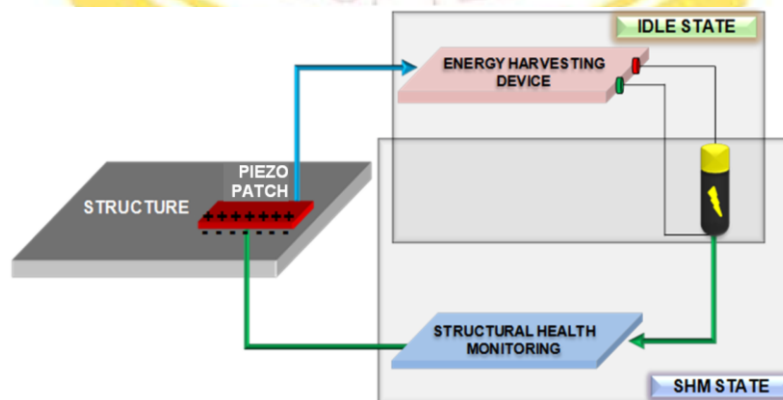 IDLE STATE
ENERGY HARVESTING
DEVICE
PIEZO
PATCH
STRUCTURE
+ + + + + + +
- - - - - - -
STRUCTURAL HEALTH
MONITORING
SHM STATE